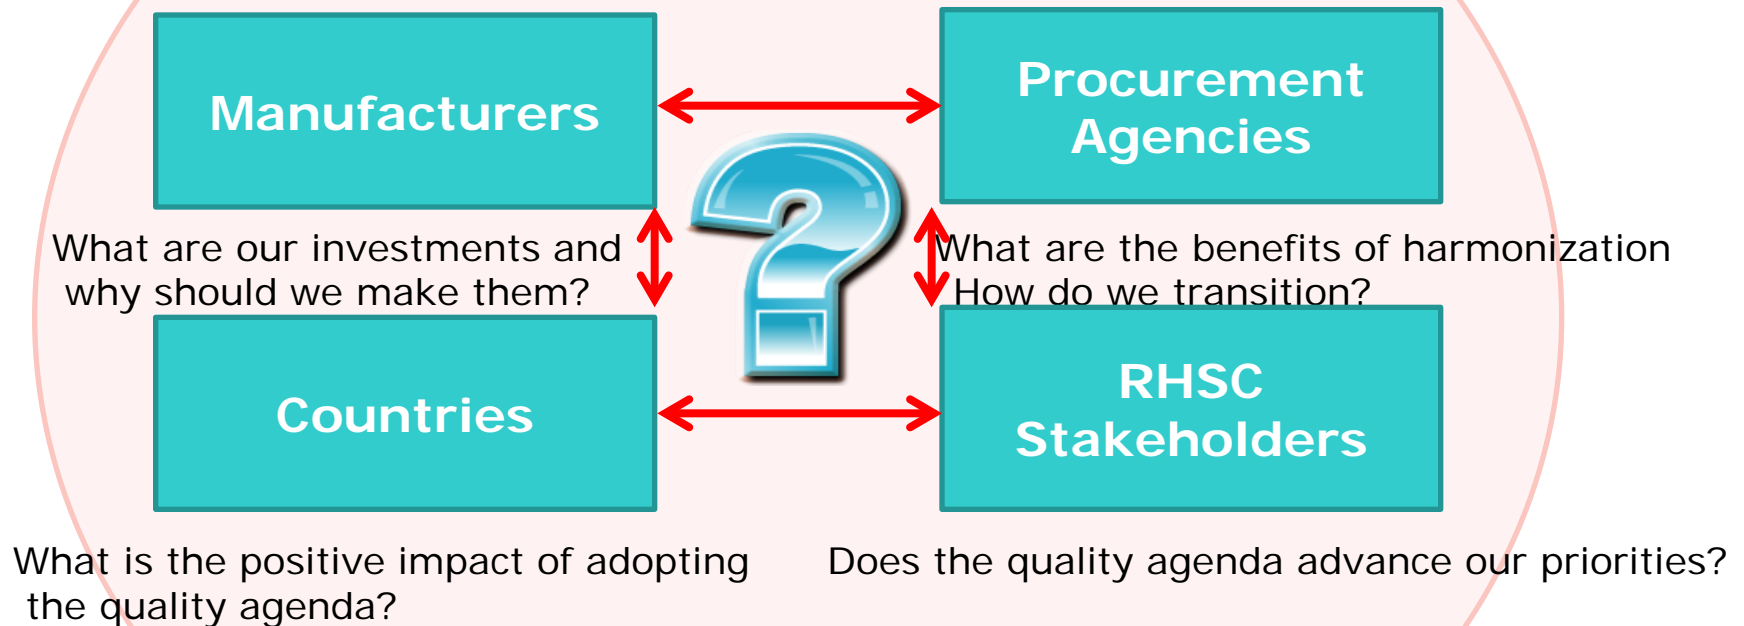 Manufacturers
Procurement
Agencies
What are our investments and
why should we make them?
What are the benefits of harmonization
How do we transition?
Countries
RHSC
Stakeholders
What is the positive impact of adopting
the quality agenda?
Does the quality agenda advance our priorities?